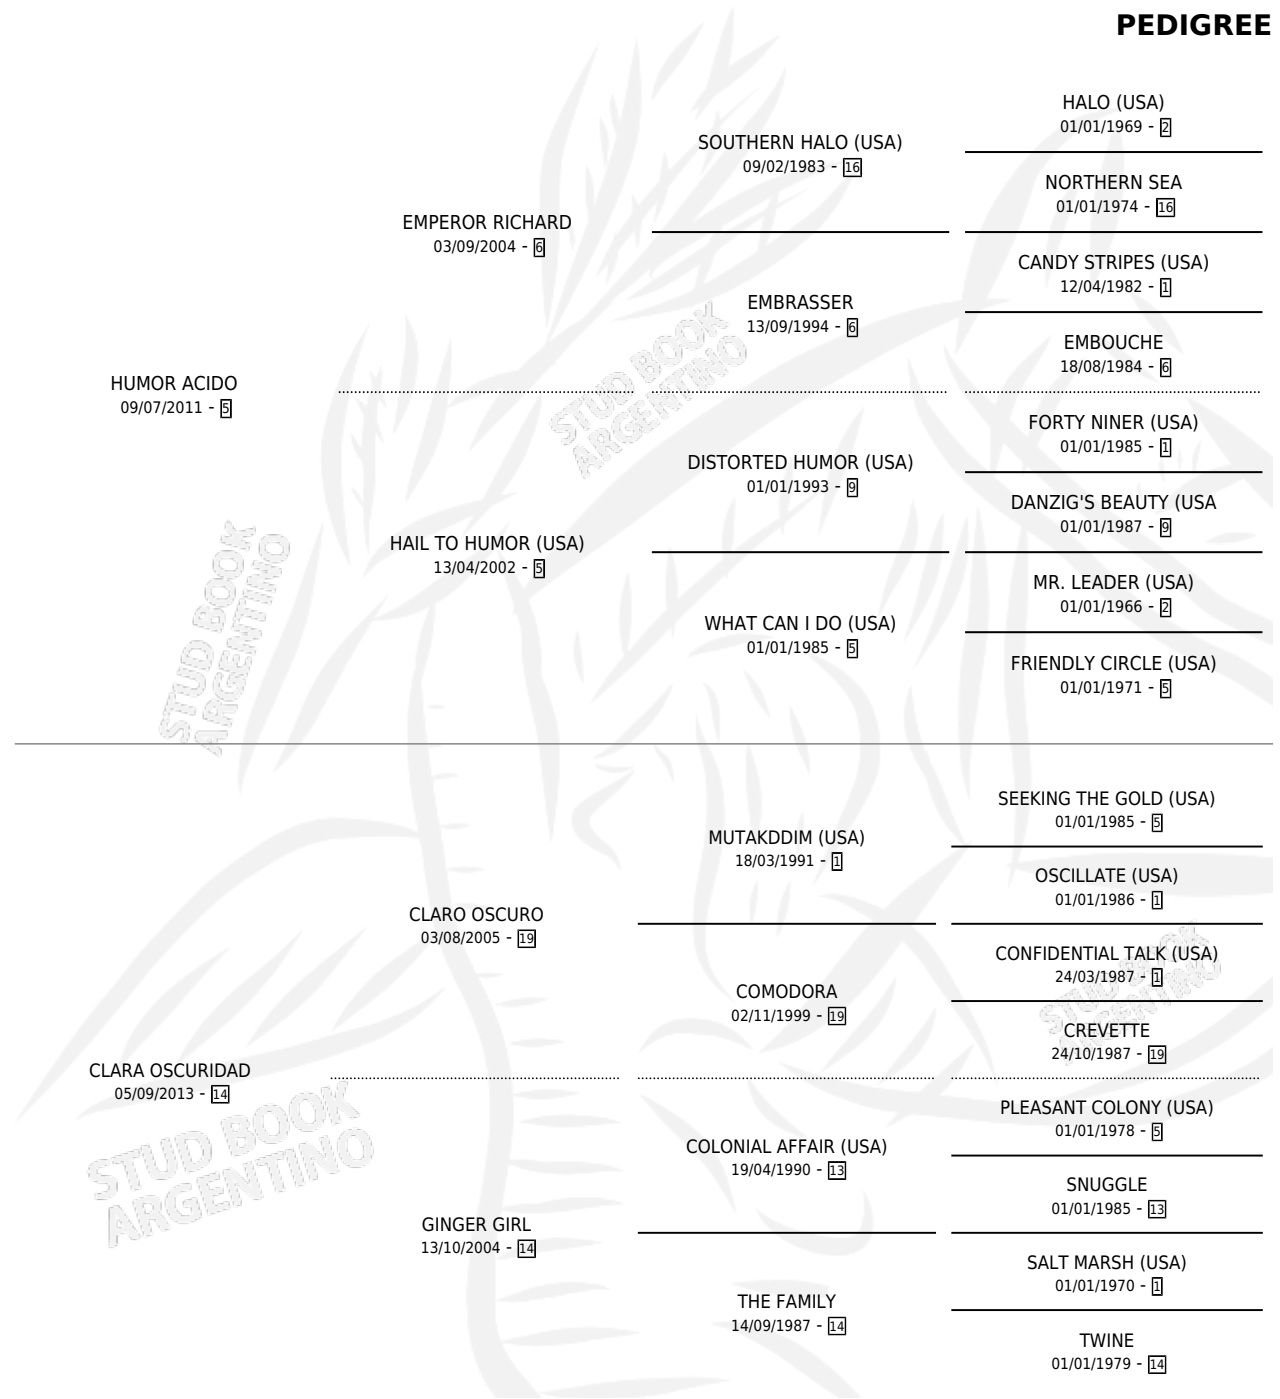 PEDIGREE
HALO (USA)
01/01/1969 - 2
SOUTHERN HALO (USA)
09/02/1983 - 16
NORTHERN SEA
01/01/1974 - 16
EMPEROR RICHARD
03/09/2004 - 6
CANDY STRIPES (USA)
12/04/1982 - 1
EMBRASSER
13/09/1994 - 6
EMBOUCHE
18/08/1984 - 6
HUMOR ACIDO
09/07/2011 - 5
STUD BOOK
ARGENTINO
FORTY NINER (USA)
01/01/1985 - 1
DISTORTED HUMOR (USA)
01/01/1993 - 9
DANZIG'S BEAUTY (USA
01/01/1987 - 9
HAIL TO HUMOR (USA)
13/04/2002 - 5
MR. LEADER (USA)
01/01/1966 - 2
WHAT CAN I DO (USA)
01/01/1985 - 5
FRIENDLY CIRCLE (USA)
01/01/1971 - 5
STUD BOOK
ARGENTINO
SEEKING THE GOLD (USA)
01/01/1985 - 5
MUTAKDDIM (USA)
18/03/1991 - 1
OSCILLATE (USA)
01/01/1986 - 1
CLARO OSCURO
03/08/2005 - 19
CONFIDENTIAL TALK (USA)
24/03/1987 - 1
STUD BOOK
ARGENTINO
COMODORA
02/11/1999 - 19
CREVETTE
24/10/1987 - 19
CLARA OSCURIDAD
05/09/2013 - 14
STUD BOOK
ARGENTINO
PLEASANT COLONY (USA)
01/01/1978 - 5
COLONIAL AFFAIR (USA)
19/04/1990 - 13
SNUGGLE
01/01/1985 - 13
GINGER GIRL
13/10/2004 - 14
SALT MARSH (USA)
01/01/1970 - 1
THE FAMILY
14/09/1987 - 14
TWINE
01/01/1979 - 14